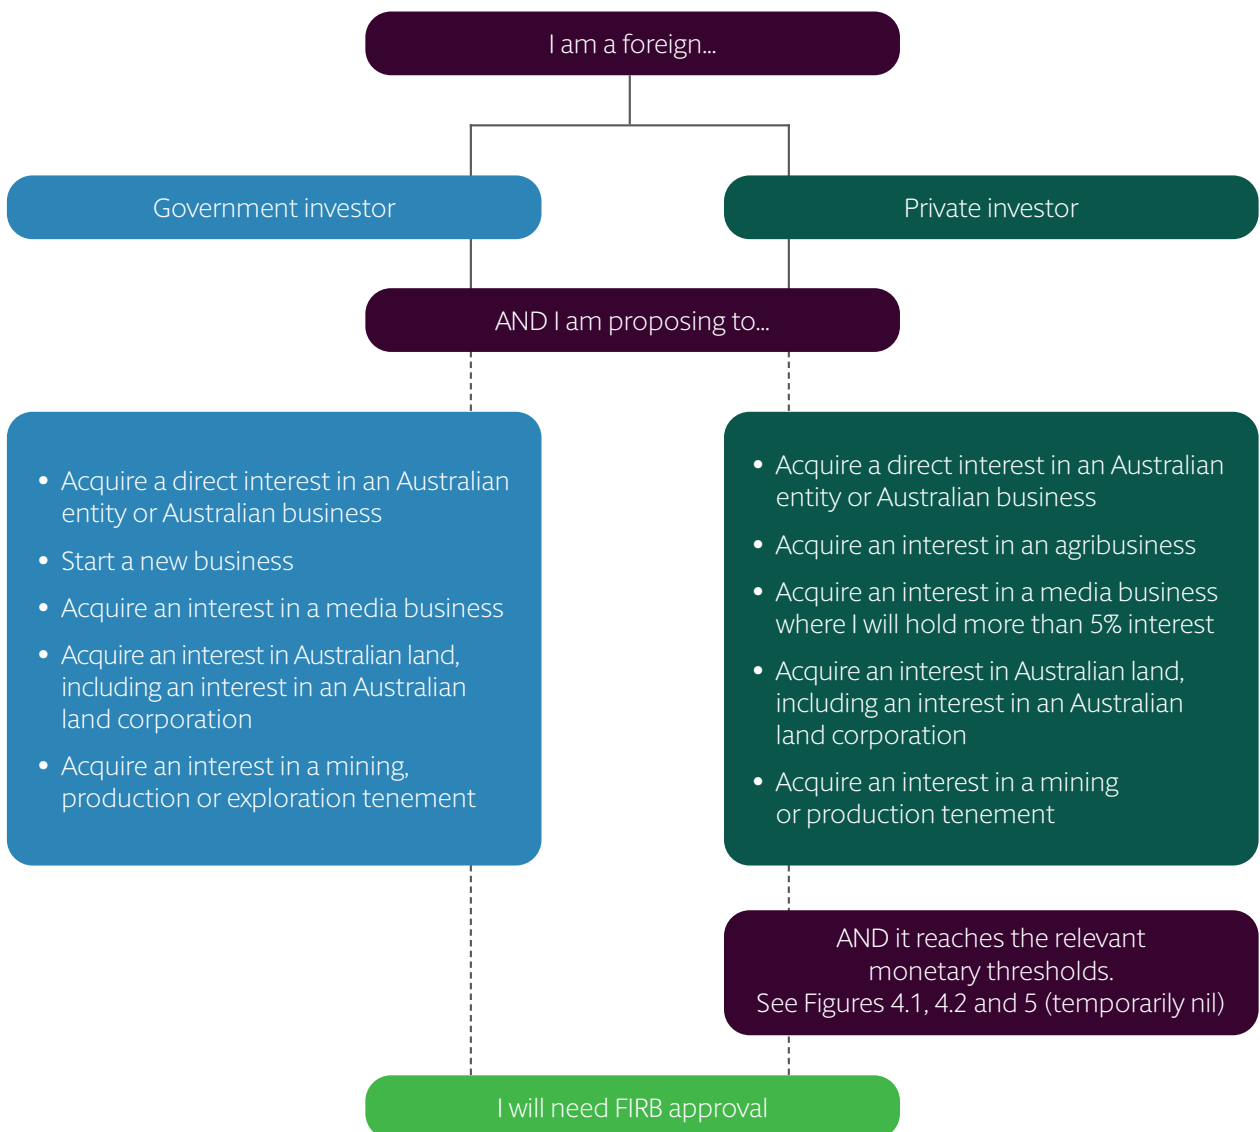 I am a foreign...
Government investor
Private investor
AND I am proposing to...
• Acquire a direct interest in an Australian
entity or Australian business
• Start a new business
• Acquire an interest in a media business
• Acquire an interest in Australian land,
including an interest in an Australian
land corporation
• Acquire an interest in a mining,
production or exploration tenement
• Acquire a direct interest in an Australian
entity or Australian business
• Acquire an interest in an agribusiness
• Acquire an interest in a media business
where I will hold more than 5% interest
• Acquire an interest in Australian land,
including an interest in an Australian
land corporation
• Acquire an interest in a mining
or production tenement
AND it reaches the relevant
monetary thresholds.
See Figures 4.1, 4.2 and 5 (temporarily nil)
I will need FIRB approval